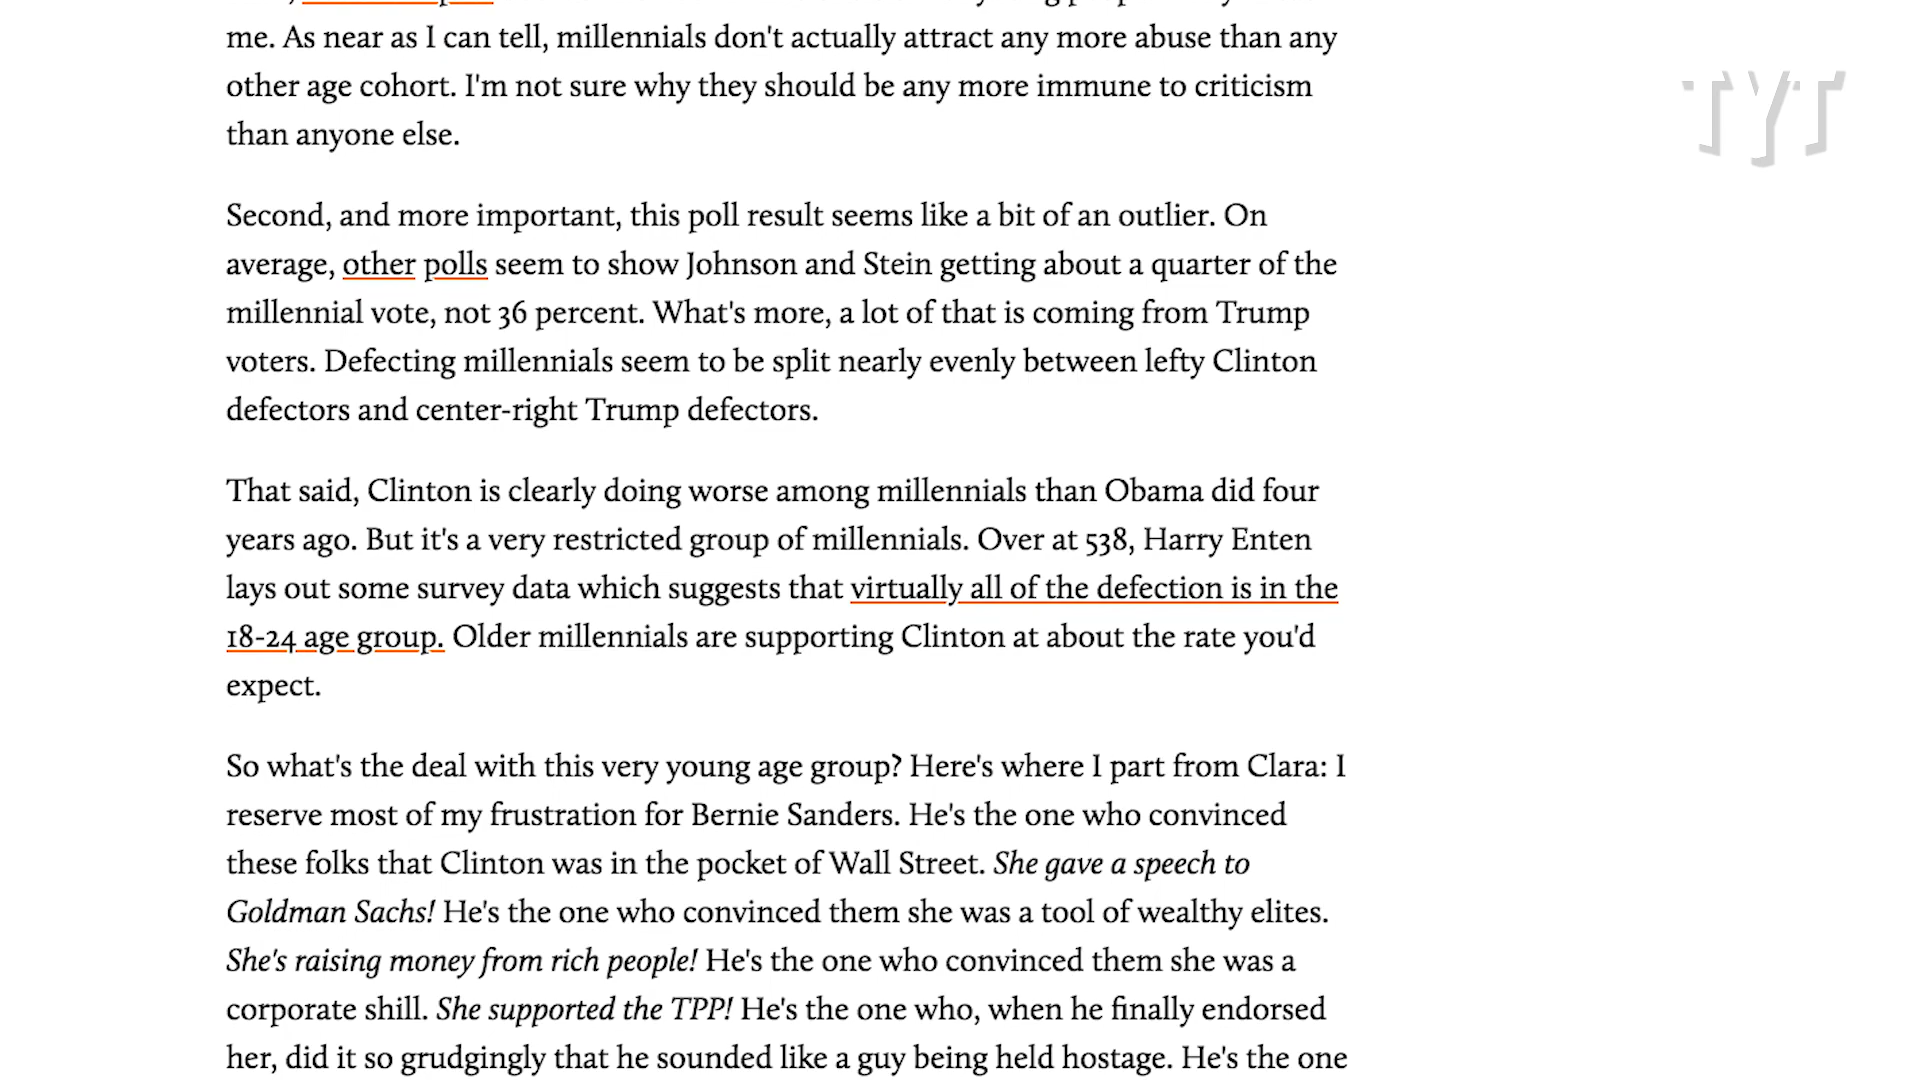 me. As near as I can tell, millennials don't actually attract any more abuse than any
other age cohort. I'm not sure why they should be any more immune to criticism
than anyone else.
TYT
Second, and more important, this poll result seems like a bit of an outlier. On
average, other polls seem to show Johnson and Stein getting about a quarter of the
millennial vote, not 36 percent. What's more, a lot of that is coming from Trump
voters. Defecting millennials seem to be split nearly evenly between lefty Clinton
defectors and center-right Trump defectors.
That said, Clinton is clearly doing worse among millennials than Obama did four
years ago. But it's a very restricted group of millennials. Over at 538, Harry Enten
lays out some survey data which suggests that virtually all of the defection is in the
18-24 age group. Older millennials are supporting Clinton at about the rate you'd
expect.
So what's the deal with this very young age group? Here's where I part from Clara: I
reserve most of my frustration for Bernie Sanders. He's the one who convinced
these folks that Clinton was in the pocket of Wall Street. She gave a speech to
Goldman Sachs! He's the one who convinced them she was a tool of wealthy elites.
She's raising money from rich people! He's the one who convinced them she was a
corporate shill. She supported the TPP! He's the one who, when he finally endorsed
her, did it so grudgingly that he sounded like a guy being held hostage. He's the one